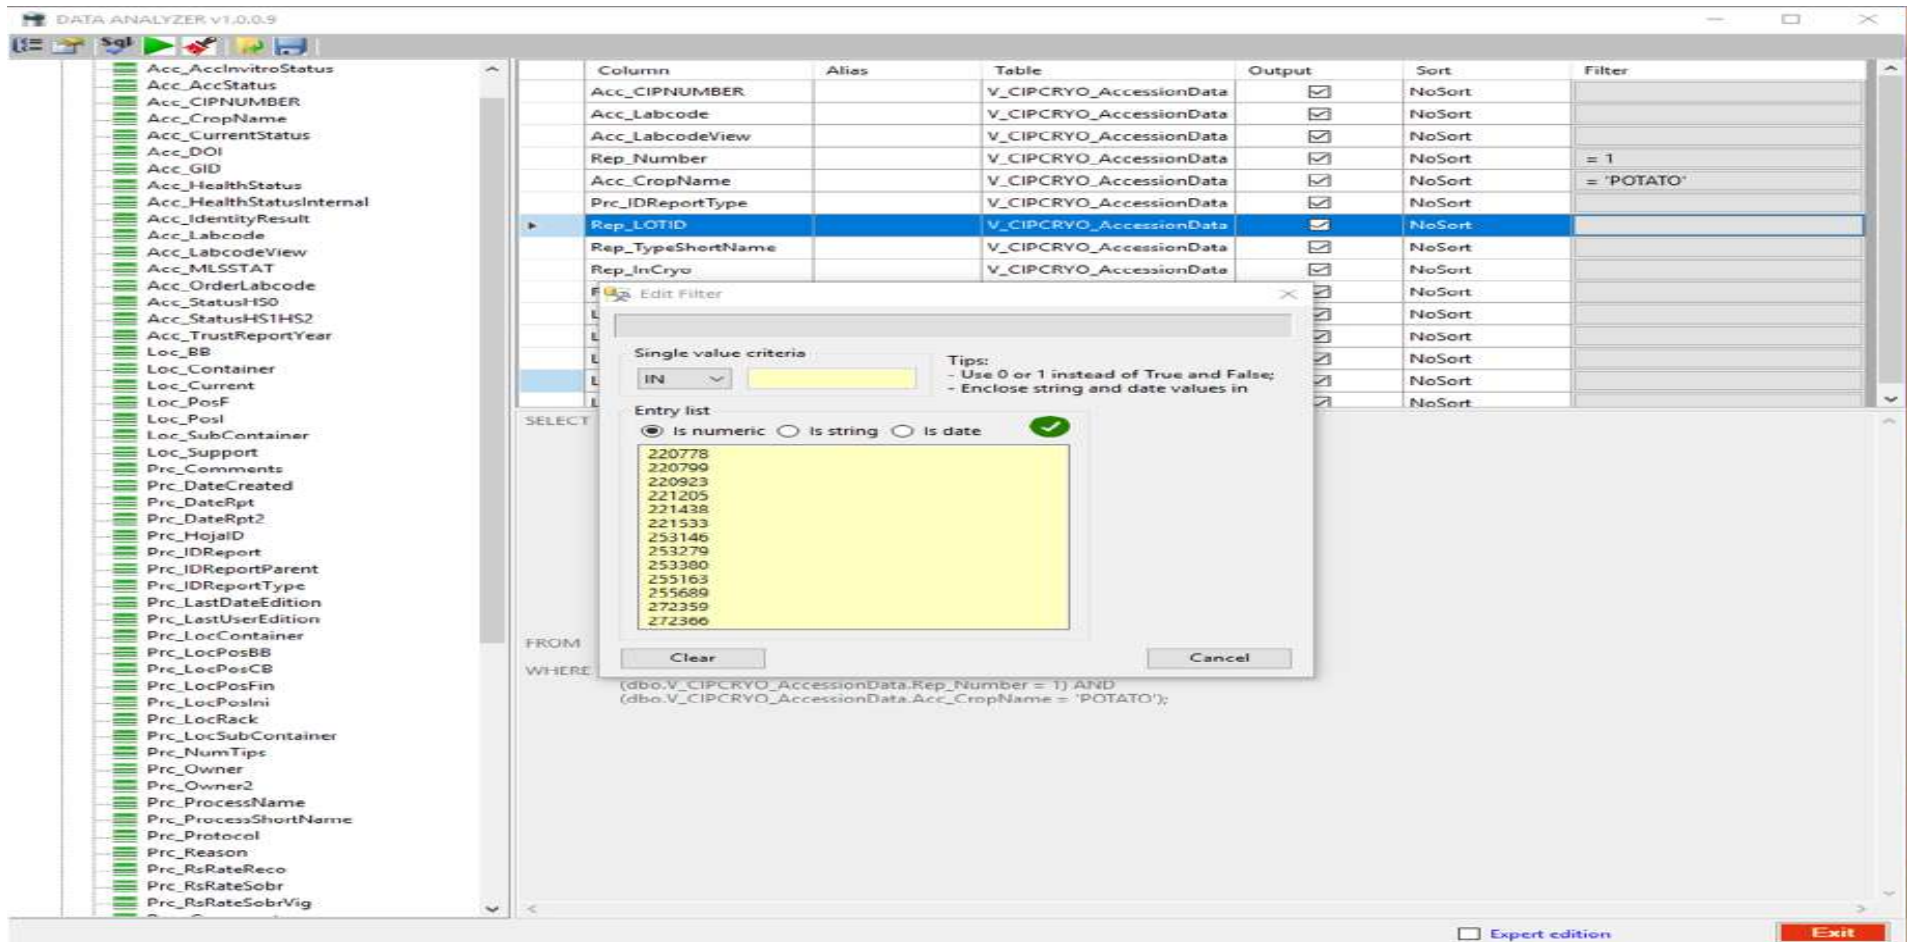 DATA ANALYZER v1.0.0.9
Sql
Acc_AccInvitroStatus
Acc_AccStatus
Acc_CIPNUMBER
Acc_CropName
Acc_CurrentStatus
Acc_DOI
Acc_GID
Acc_HealthStatus
Acc_HealthStatusInternal
Acc_IdentityResult
Acc_Labcode
Acc_LabcodeView
Acc_MLSSTAT
Acc_OrderLabcode
Acc_StatusHS0
Acc_StatusHS1HS2
Acc_TrustReportYear
Loc_BB
Loc_Container
Loc_Current
Loc_PosF
Loc_PosI
Loc_SubContainer
Loc_Support
Prc_Comments
Prc_DateCreated
Prc_DateRpt
Prc_DateRpt2
Prc_HojaID
Prc_IDReport
Prc_IDReportParent
Prc_IDReportType
Prc_LastDateEdition
Prc_LastUserEdition
Prc_LocContainer
Prc_LocPosBB
Prc_LocPosCB
Prc_LocPosFin
Prc_LocPosIni
Prc_LocRack
Prc_LocSubContainer
Prc_NumTips
Prc_Owner
Prc_Owner2
Prc_ProcessName
Prc_ProcessShortName
Prc_Protocol
Prc_Reason
Prc_RsRateReco
Prc_RsRateSobr
Prc_RsRateSobrVig
Column Alias Table Output Sort Filter
Acc_CIPNUMBER V_CIPCRYO_AccessionData NoSort
Acc_Labcode V_CIPCRYO_AccessionData NoSort
Acc_LabcodeView V_CIPCRYO_AccessionData NoSort
Rep_Number V_CIPCRYO_AccessionData NoSort = 1
Acc_CropName V_CIPCRYO_AccessionData NoSort = 'POTATO'
Prc_IDReportType V_CIPCRYO_AccessionData NoSort
Rep_LOTID V_CIPCRYO_AccessionData NoSort
Rep_TypeShortName V_CIPCRYO_AccessionData NoSort
Rep_InCryo V_CIPCRYO_AccessionData NoSort
NoSort
NoSort
NoSort
NoSort
NoSort
NoSort
Edit Filter
Single value criteria
IN
Tips:
- Use 0 or 1 instead of True and False;
- Enclose string and date values in
Entry list
Is numeric Is string Is date
220778
220799
220923
221205
221438
221533
253146
253279
253380
255163
255689
272359
272366
Clear Cancel
SELECT
FROM
WHERE
(dbo.V_CIPCRYO_AccessionData.Rep_Number = 1) AND
(dbo.V_CIPCRYO_AccessionData.Acc_CropName = 'POTATO');
Expert edition
Exit